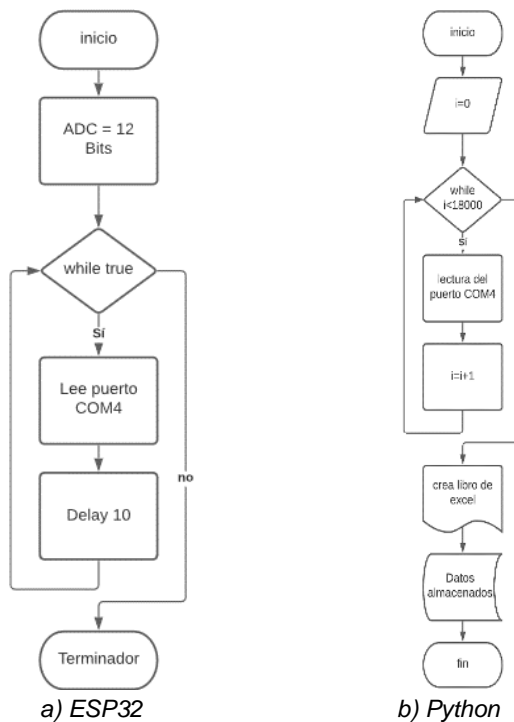 inicio
ADC = 12
Bits
while true
Sí
Lee puerto
COM4
no
Delay 10
Terminador
a) ESP32
inicio
i=0
while
i<18000
si
lectura del
puerto COM4
i=i+1
crea libro de
excel
Datos
almacenados
fin
b) Python